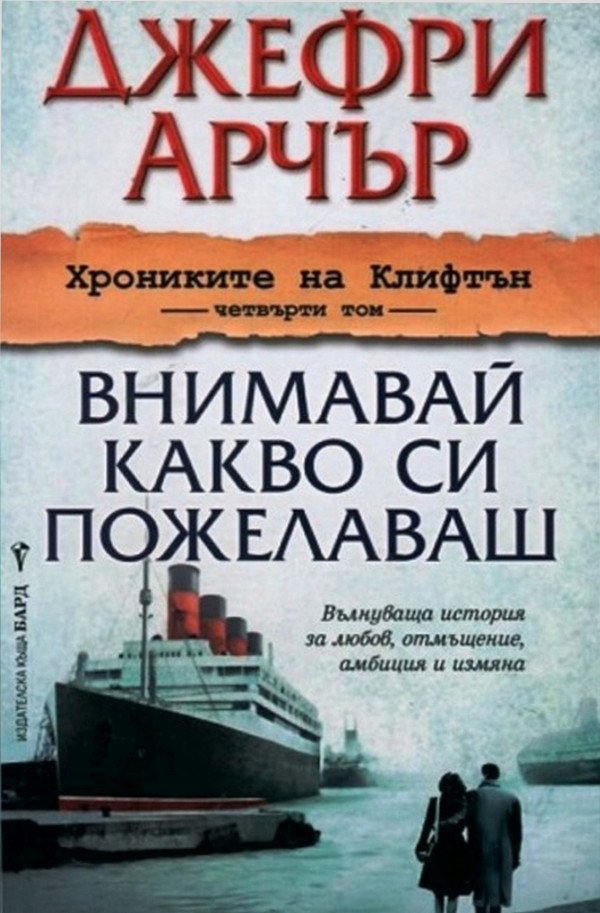 ДЖЕФРИ
АРЧЪР
Хрониките на Клифтън
четвърти том
ВНИМАВАЙ
КАКВО СИ
ПОЖЕЛАВАШ
Вълнуваща история
за любов, отмъщение,
амбиция и измяна
ИЗДАТЕЛСКА КЪЩА БАРД